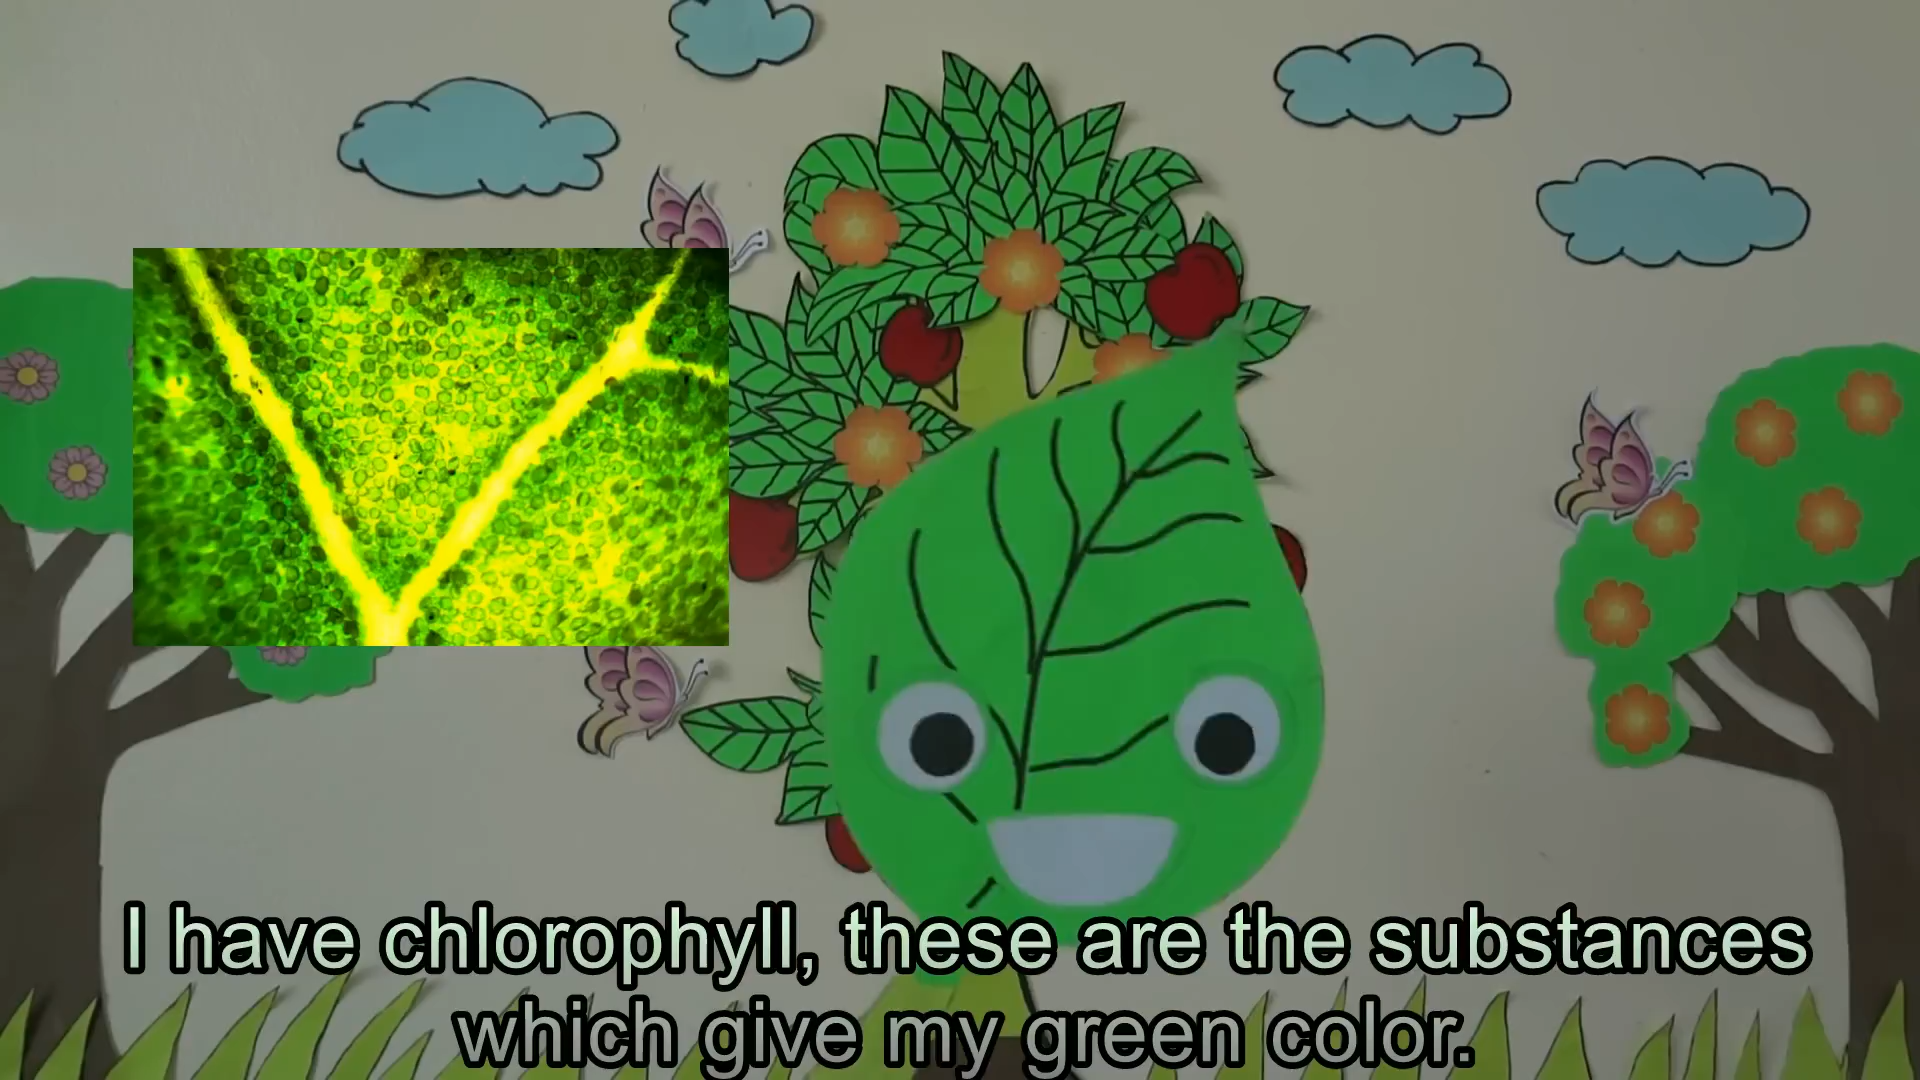 I have chlorophyll, these are the substances
which give my green color.